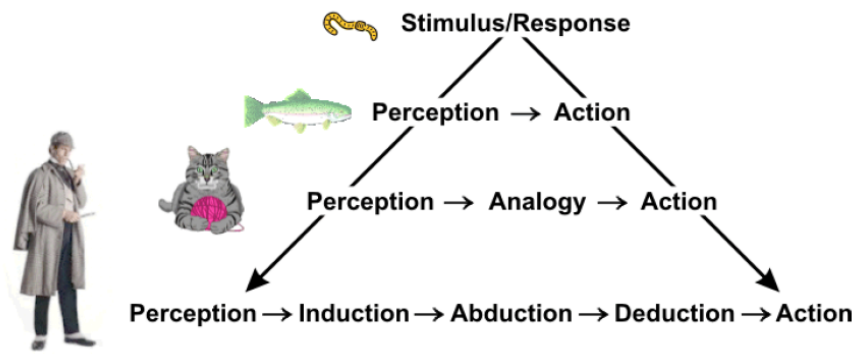 Stimulus/Response
Perception → Action
Perception → Analogy → Action
Perception → Induction → Abduction → Deduction → Action